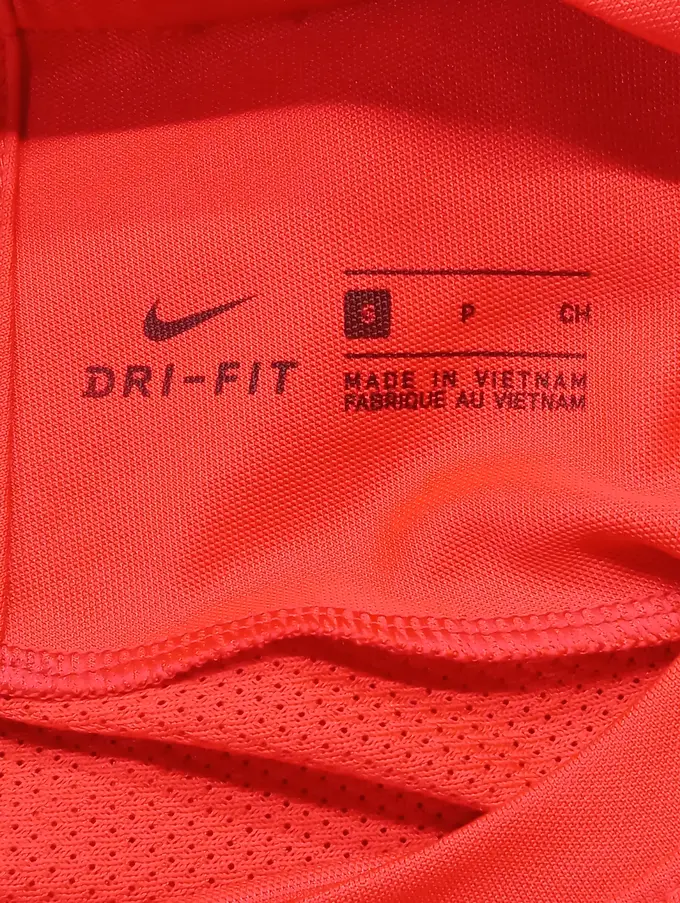 DRI-FIT
S P CH
MADE IN VIETNAM
FABRIQUE AU VIETNAM